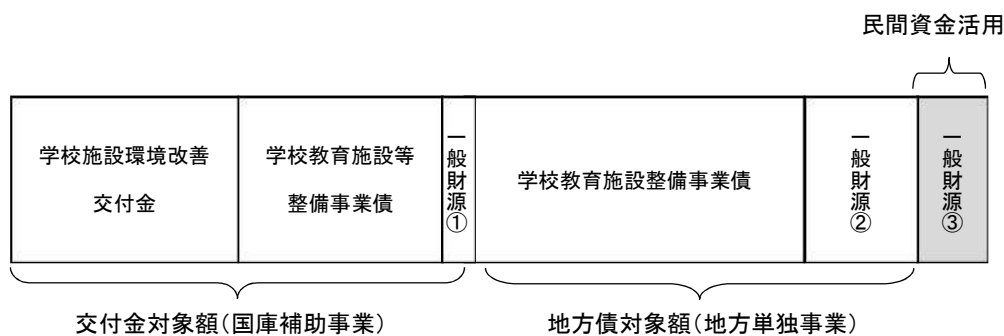 民間資金活用
学校施設環境改善
交付金
学校教育施設等
整備事業債
一般財源①
学校教育施設整備事業債
一般財源②
一般財源③
交付金対象額（国庫補助事業）
地方債対象額（地方単独事業）